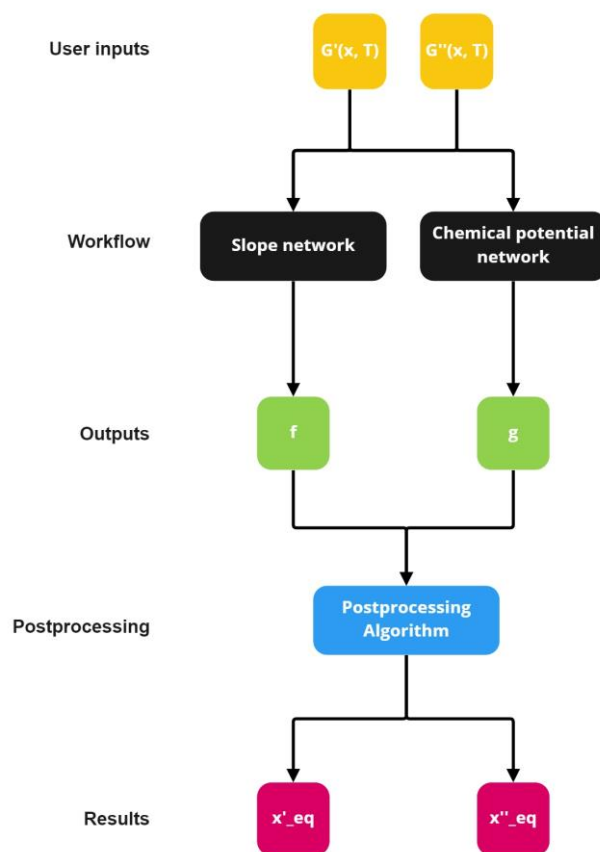 User inputs
G'(x, T)
G''(x, T)
Workflow
Slope network
Chemical potential
network
Outputs
f
g
Postprocessing
Postprocessing
Algorithm
Results
x'_eq
x''_eq